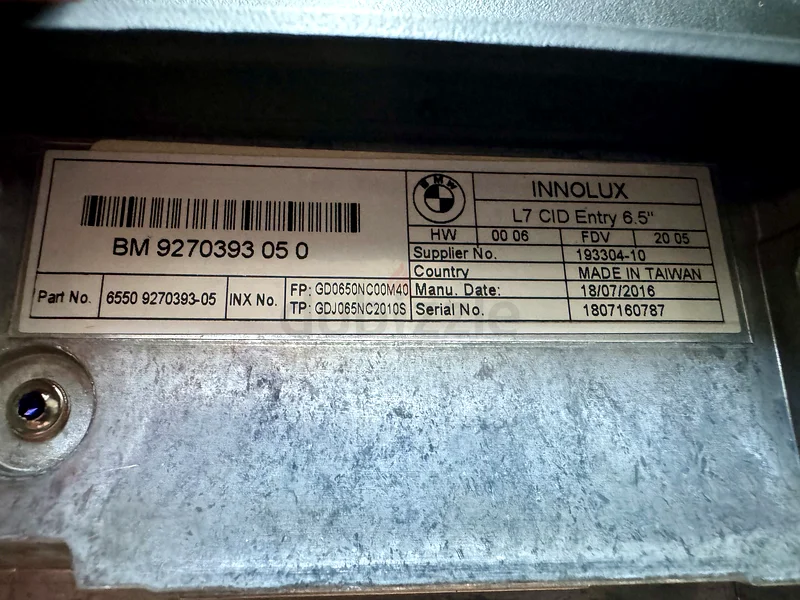 BMW
INNOLUX
L7 CID Entry 6.5"
BM 9270393 05 0
HW 00 06 FDV 20 05
Supplier No. 193304-10
Country MADE IN TAIWAN
Part No. 6550 9270393-05 INX No. FP: GD0650NC00M40 Manu. Date: 18/07/2016
TP: GDJ065NC2010S Serial No. 1807160787
dubizzle